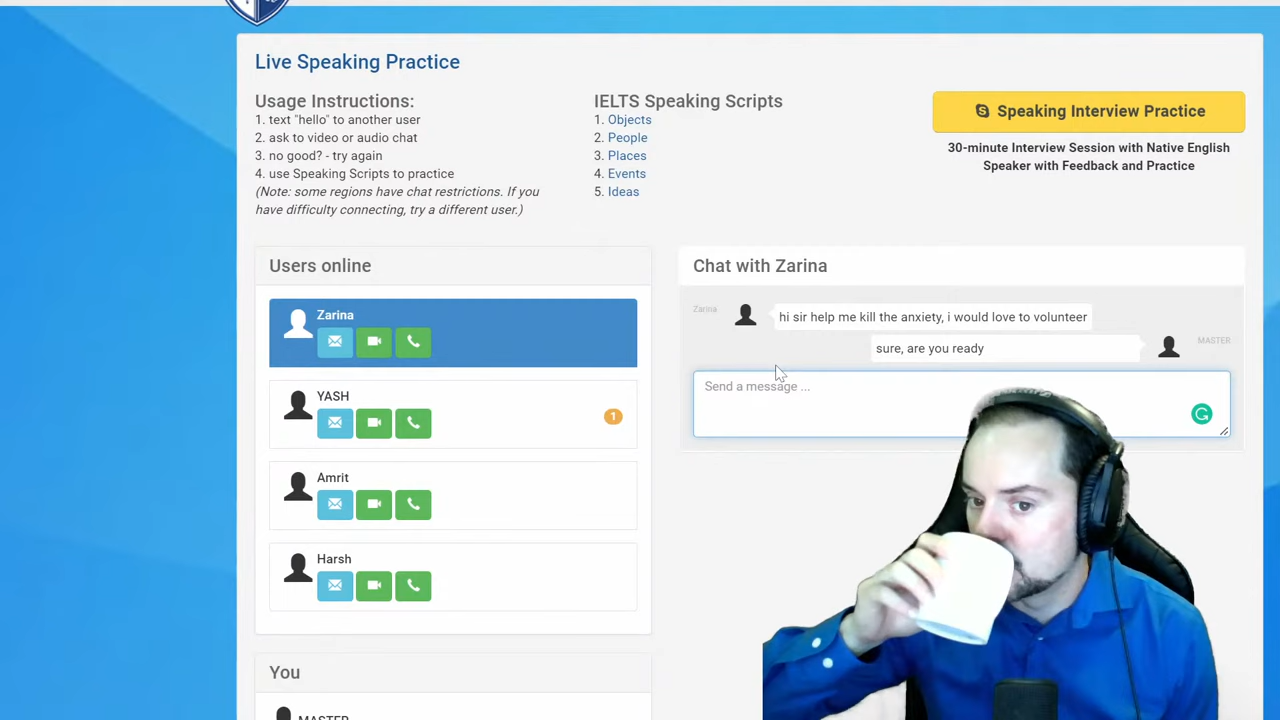 Live Speaking Practice
Usage Instructions:
1. text "hello" to another user
2. ask to video or audio chat
3. no good? - try again
4. use Speaking Scripts to practice
(Note: some regions have chat restrictions. If you
have difficulty connecting, try a different user.)
IELTS Speaking Scripts
1. Objects
2. People
3. Places
4. Events
5. Ideas
Speaking Interview Practice
30-minute Interview Session with Native English
Speaker with Feedback and Practice
Users online
Zarina
YASH
1
Amrit
Harsh
You
MASTER
Chat with Zarina
Zarina
hi sir help me kill the anxiety, i would love to volunteer
sure, are you ready
MASTER
Send a message ...